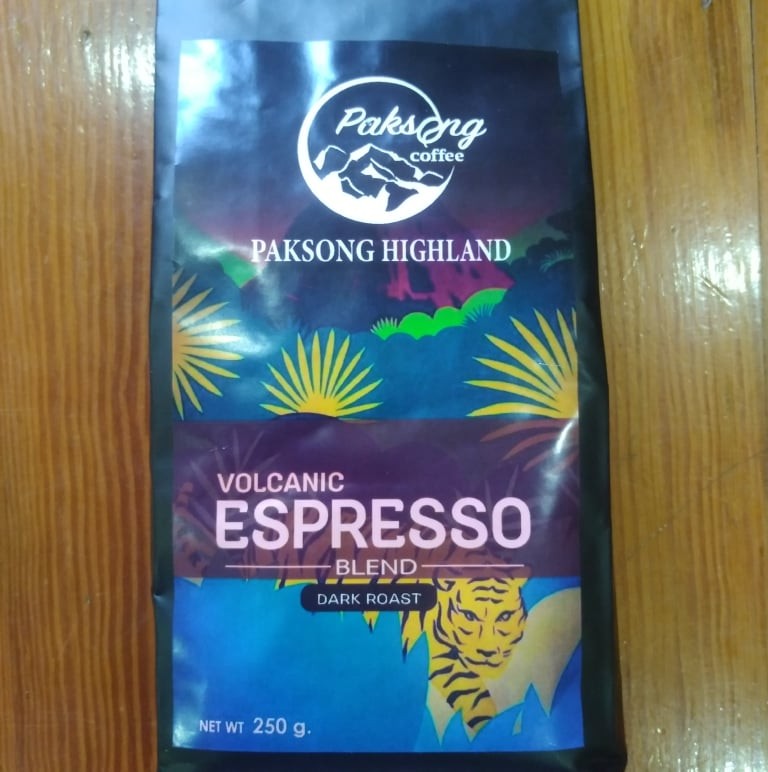 Paksong
coffee
PAKSONG HIGHLAND
VOLCANIC
ESPRESSO
BLEND
DARK ROAST
NET WT 250 g.